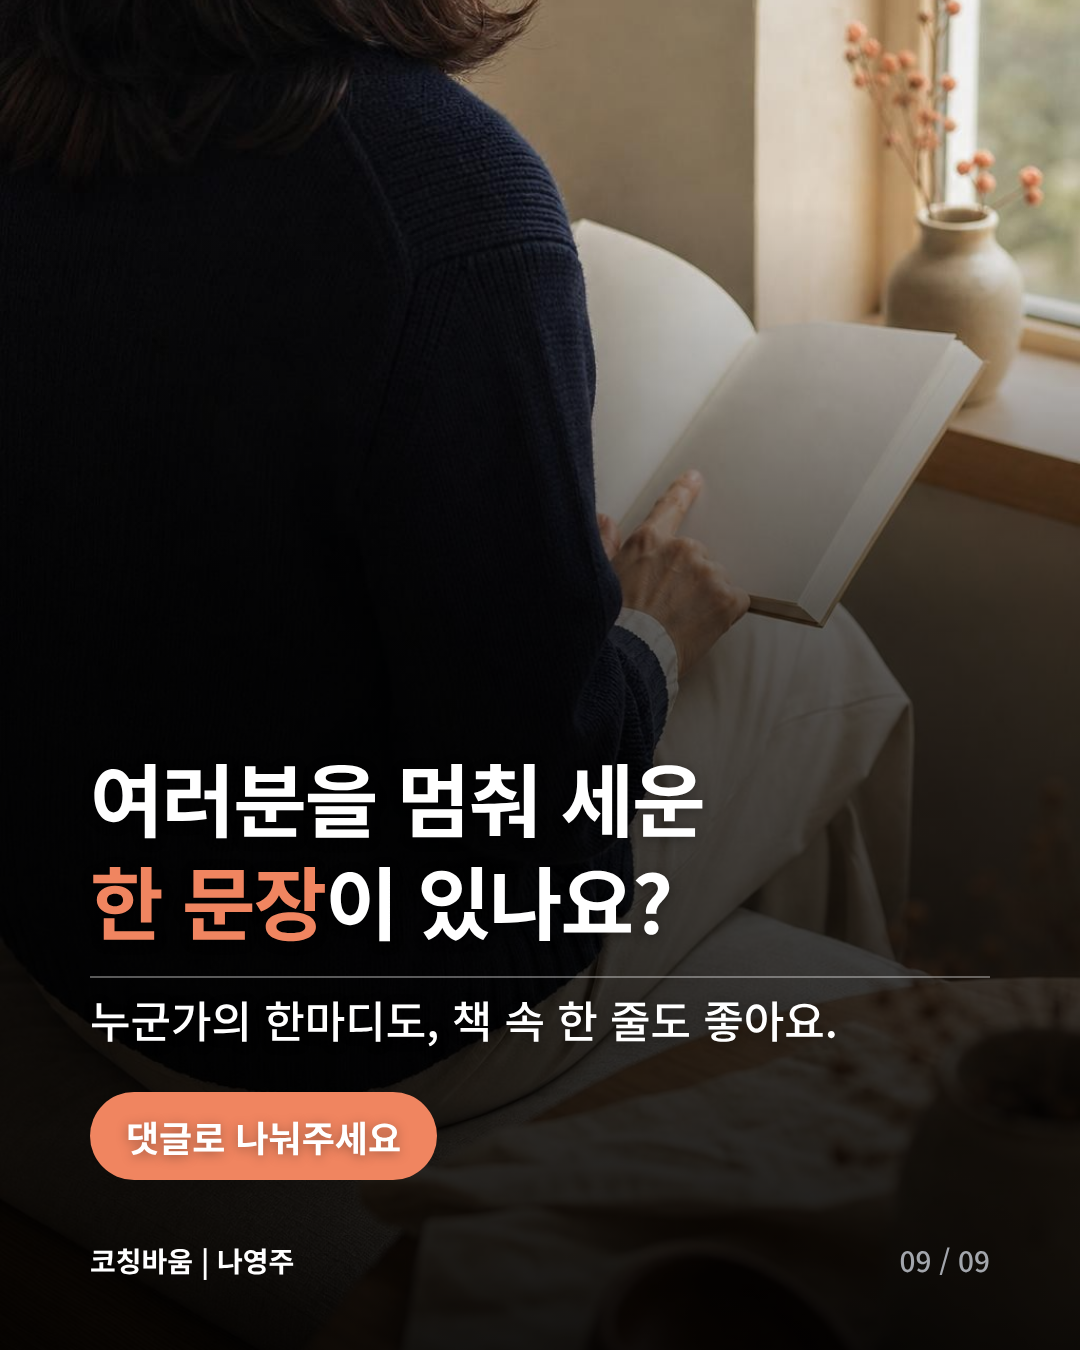 여러분을 멈춰 세운
한 문장이 있나요?
누군가의 한마디도, 책 속 한 줄도 좋아요.
댓글로 나눠주세요
코칭바움 | 나영주
09 / 09